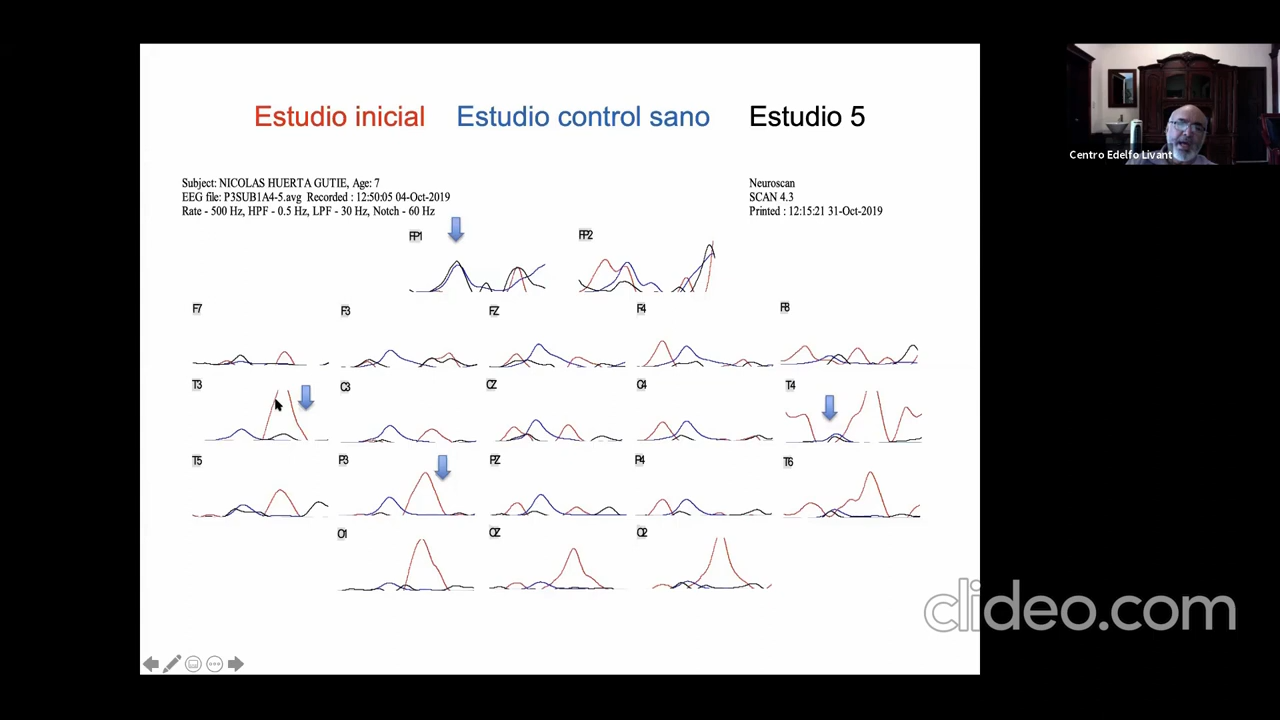 Estudio inicial Estudio control sano Estudio 5
Centro Edelfo Livant
Subject: NICOLAS HUERTA GUTIE, Age: 7
EEG file: P3SUB1A4-5.avg Recorded : 12:50:05 04-Oct-2019
Rate - 500 Hz, HPF - 0.5 Hz, LPF - 30 Hz, Notch - 60 Hz
Neuroscan
SCAN 4.3
Printed : 12:15:21 31-Oct-2019
FP1 FP2
F7 F3 FZ F4 F8
T3 C3 CZ C4 T4
T5 P3 PZ P4 T6
O1 OZ O2
clideo.com